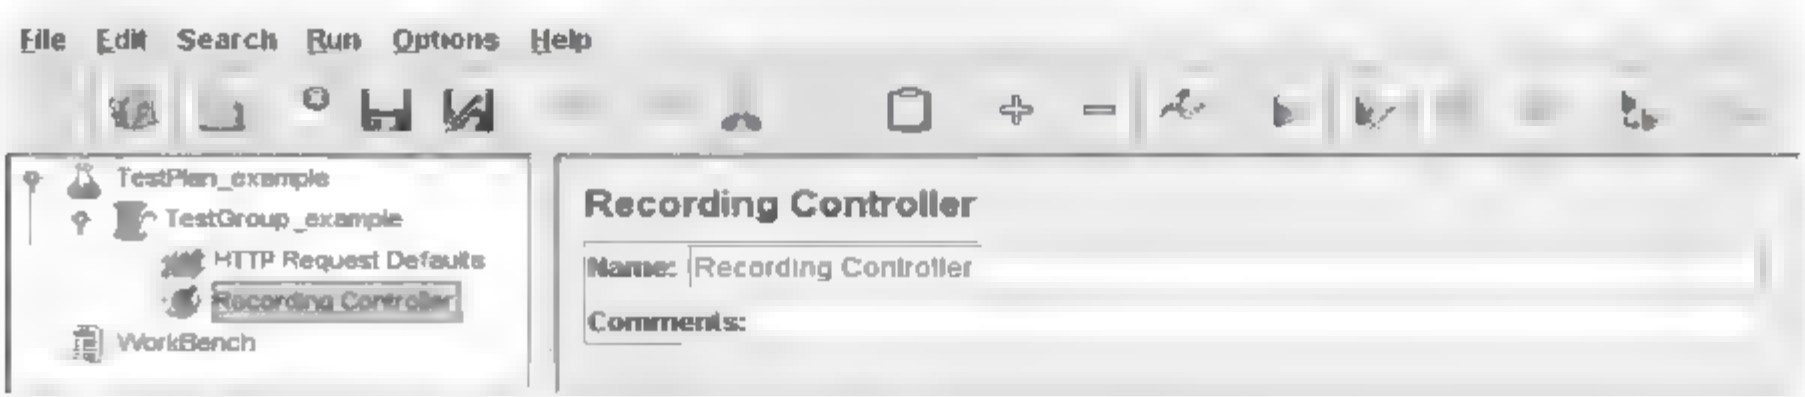 File Edit Search Run Options Help
TestPlan_example
TestGroup_example
HTTP Request Defaults
Recording Controller
WorkBench
Recording Controller
Name: Recording Controller
Comments: